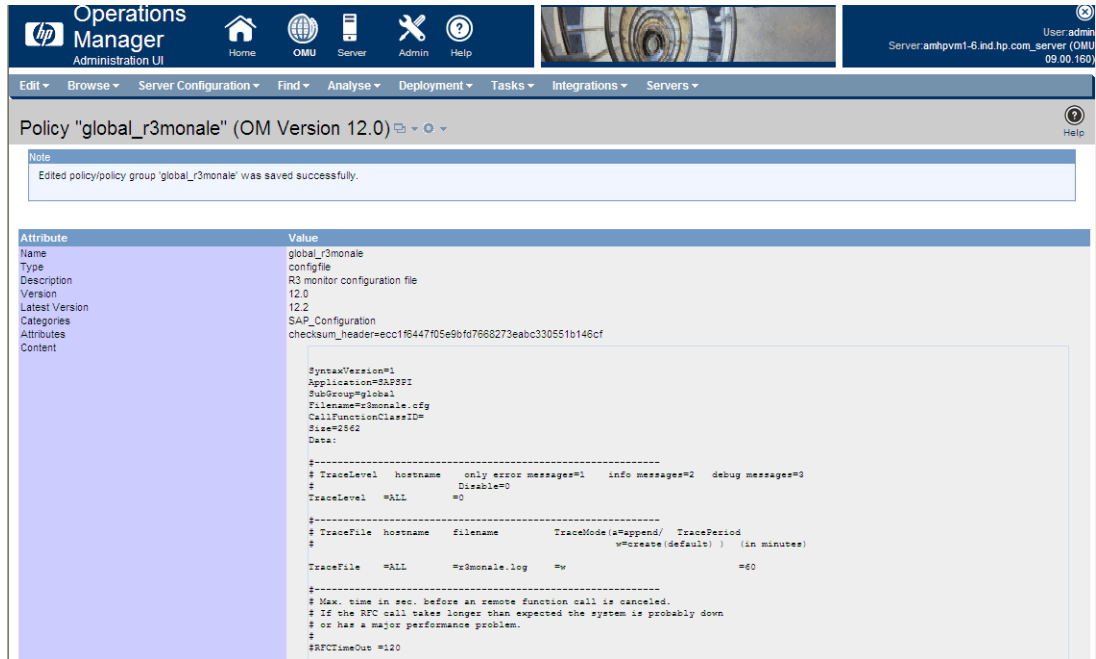 hp Operations Manager
Administration UI
Home OMU Server Admin Help
User:admin
Server:amhpvm1-6.ind.hp.com_server (OMU 09.00.160)
Edit Browse Server Configuration Find Analyse Deployment Tasks Integrations Servers
Policy "global_r3monale" (OM Version 12.0)
Help
Note
Edited policy/policy group 'global_r3monale' was saved successfully.
Attribute Value
Name global_r3monale
Type configfile
Description R3 monitor configuration file
Version 12.0
Latest Version 12.2
Categories SAP_Configuration
Attributes checksum_header=ecc1f6447f05e9bfd7668273eabc330551b146cf
Content
SyntaxVersion=1
Application=SAPSPI
SubGroup=global
Filename=r3monale.cfg
CallFunctionClassID=
Size=2562
Data:
#--------------------------------------------------------------
# TraceLevel hostname only error messages=1 info messages=2 debug messages=3
# Disable=0
TraceLevel =ALL =0
#--------------------------------------------------------------
# TraceFile hostname filename TraceMode(a=append/ TracePeriod
# w=create(default) ) (in minutes)
TraceFile =ALL =r3monale.log =w =60
#--------------------------------------------------------------
# Max. time in sec. before an remote function call is canceled.
# If the RFC call takes longer than expected the system is probably down
# or has a major performance problem.
#
#RFCTimeOut =120